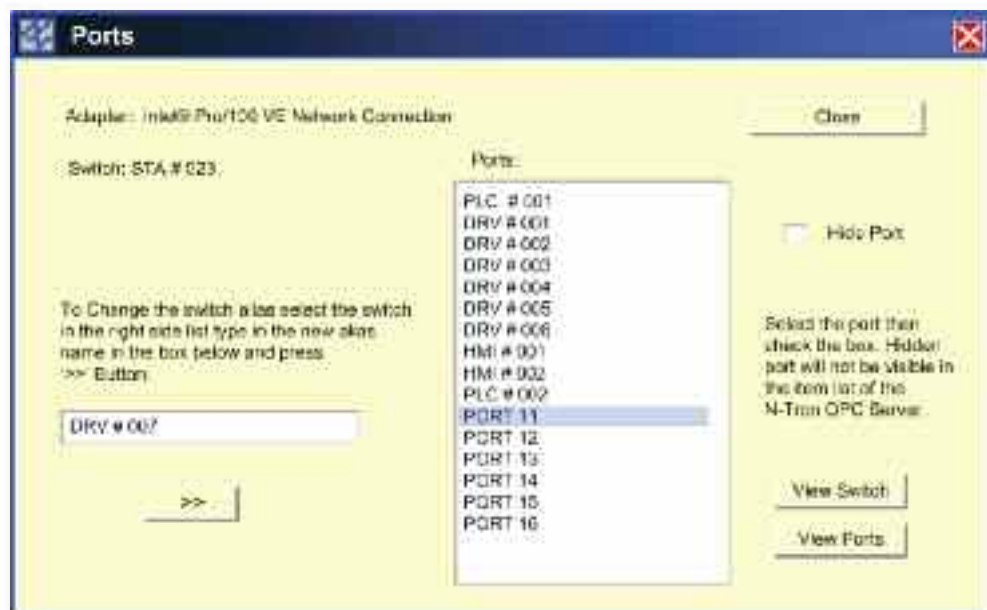 Ports
Adapter: Intel® Pro/100 VE Network Connection
Close
Switch: STA # 023
Ports:
PLC # 001
DRV # 001
DRV # 002
DRV # 003
DRV # 004
DRV # 005
DRV # 006
HMI # 001
HMI # 002
PLC # 002
PORT 11
PORT 12
PORT 13
PORT 14
PORT 15
PORT 16
Hide Port
To Change the switch alias select the switch
in the right side list type in the new alias
name in the box below and press
'>>' Button
DRV # 007
>>
Select the port then
check the box. Hidden
port will not be visible in
the item list of the
N-Tron OPC Server
View Switch
View Ports